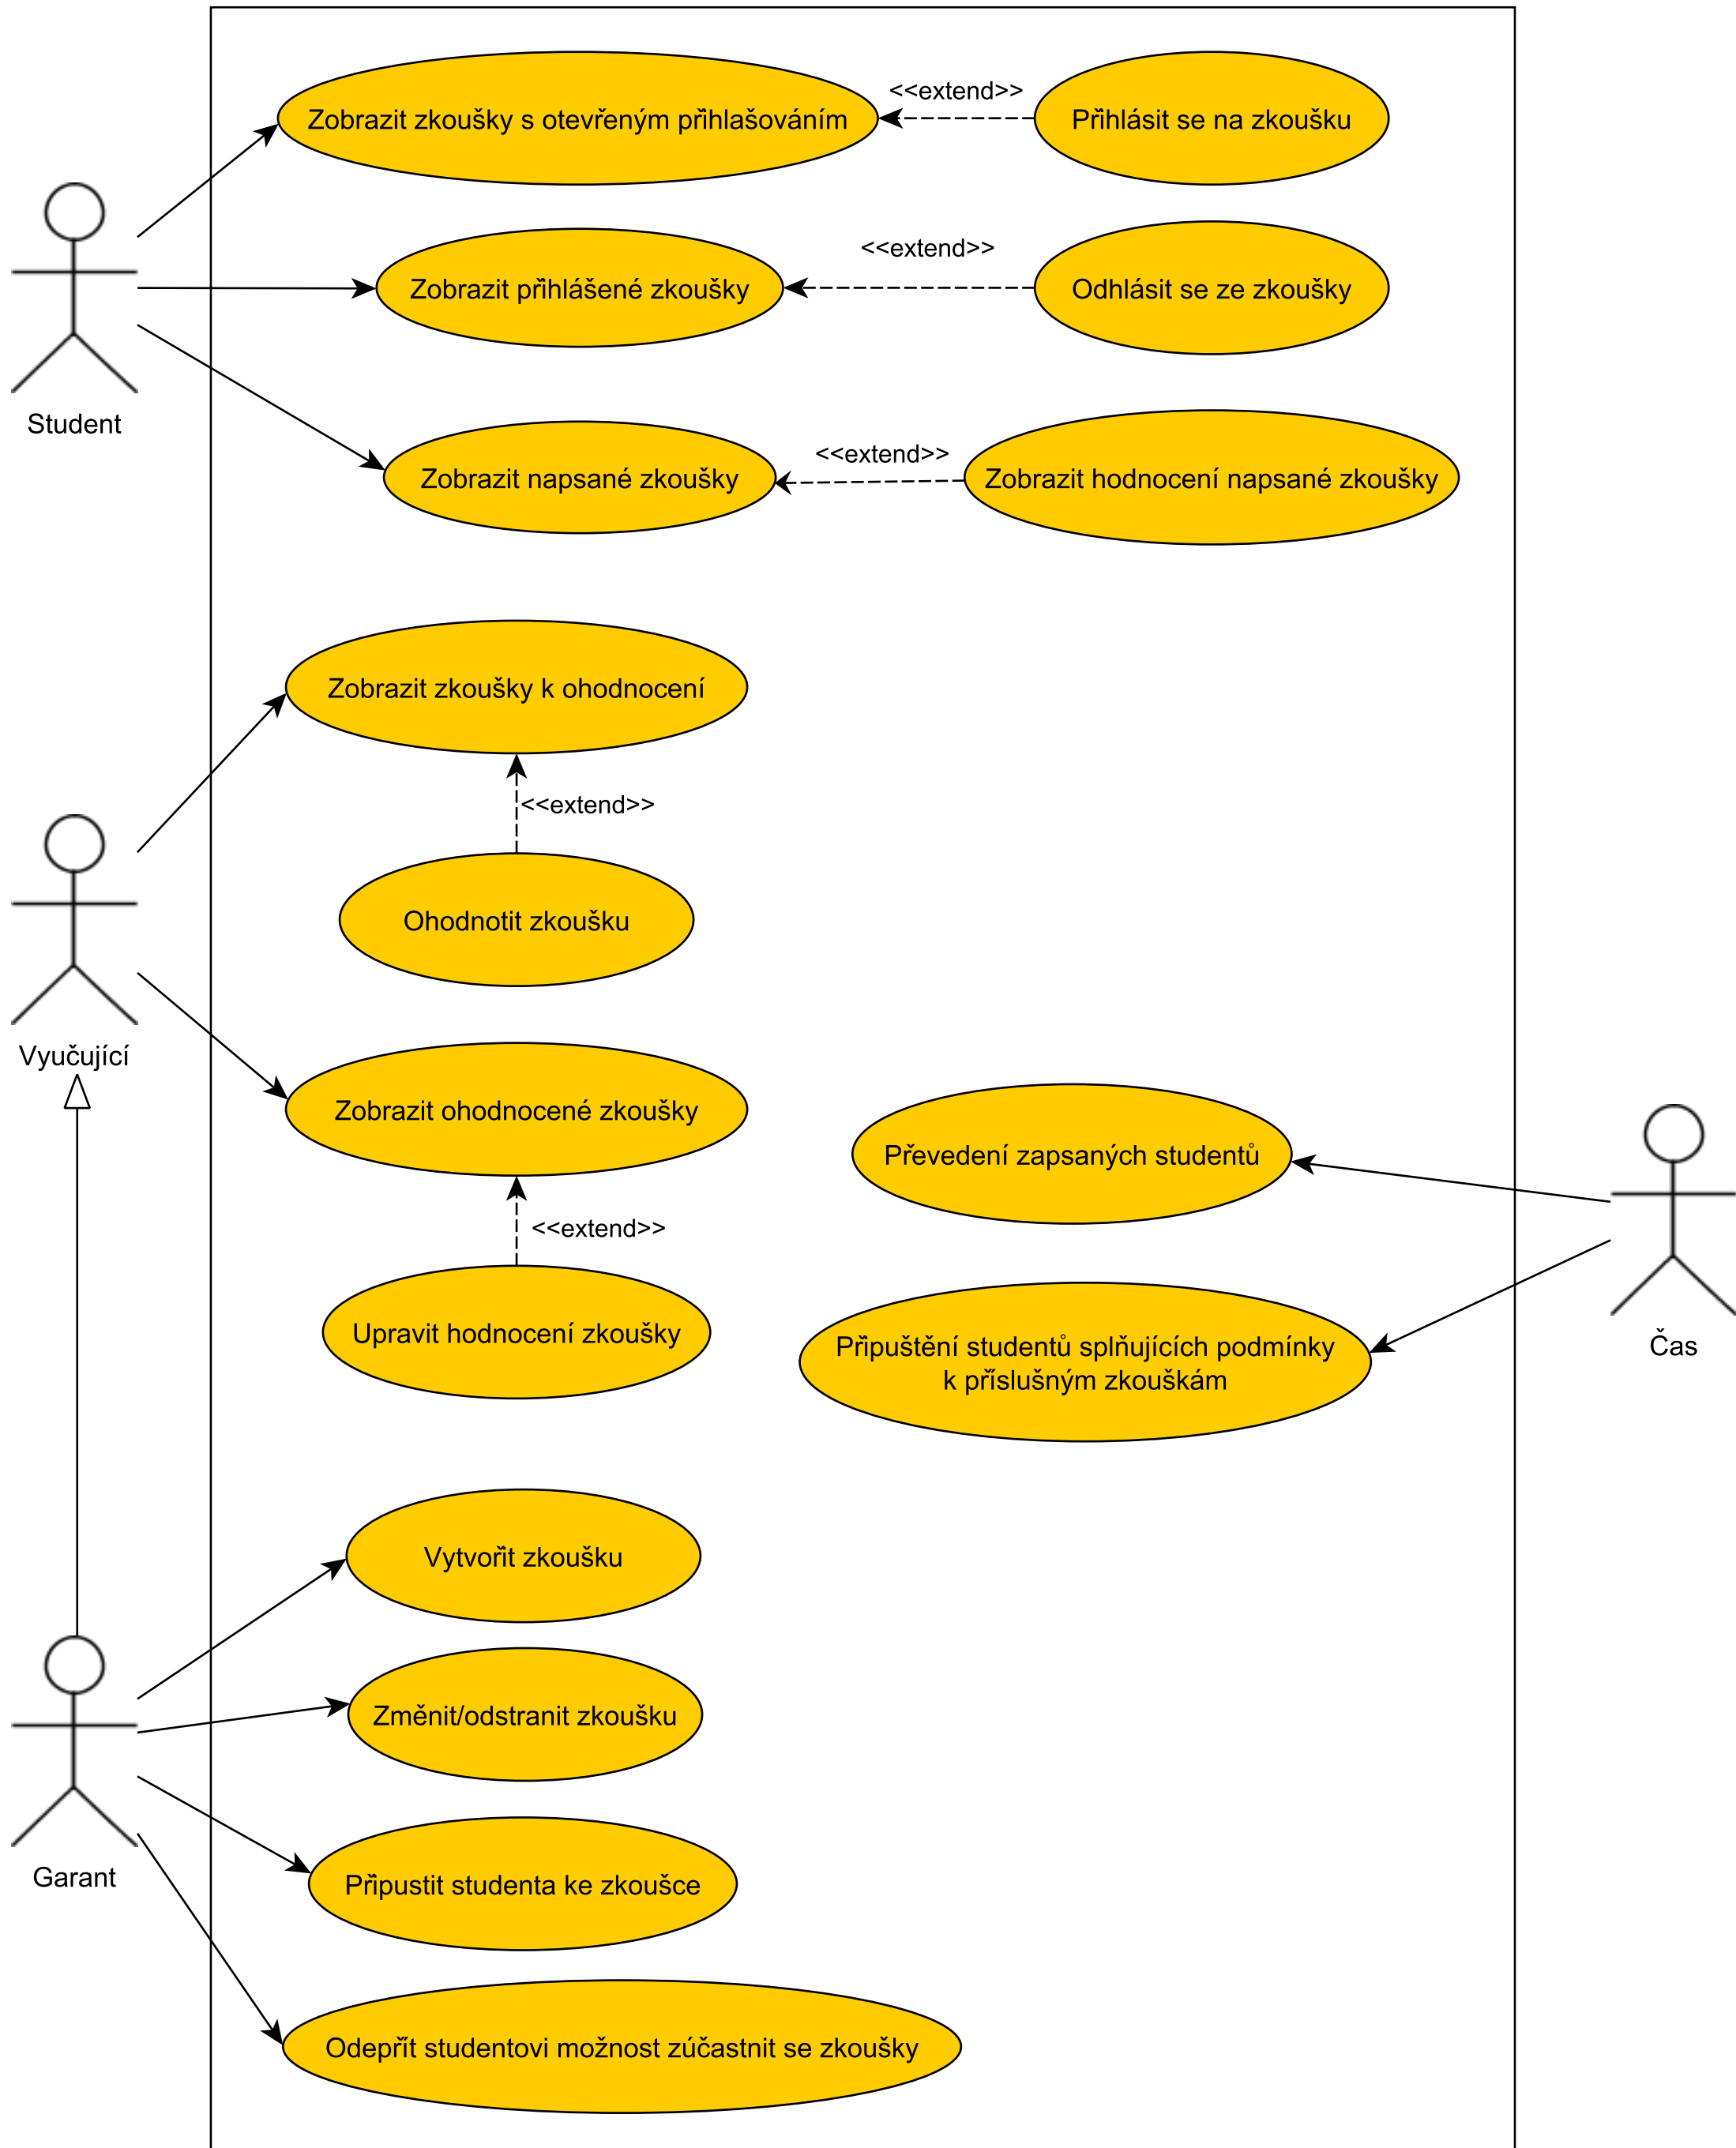 Zobrazit zkoušky s otevřeným přihlašováním
<<extend>>
Přihlásit se na zkoušku
Zobrazit přihlášené zkoušky
<<extend>>
Odhlásit se ze zkoušky
Student
Zobrazit napsané zkoušky
<<extend>>
Zobrazit hodnocení napsané zkoušky
Zobrazit zkoušky k ohodnocení
<<extend>>
Ohodnotit zkoušku
Vyučující
Zobrazit ohodnocené zkoušky
<<extend>>
Upravit hodnocení zkoušky
Převedení zapsaných studentů
Připuštění studentů splňujících podmínky
k příslušným zkouškám
Čas
Vytvořit zkoušku
Změnit/odstranit zkoušku
Připustit studenta ke zkoušce
Garant
Odepřít studentovi možnost zúčastnit se zkoušky